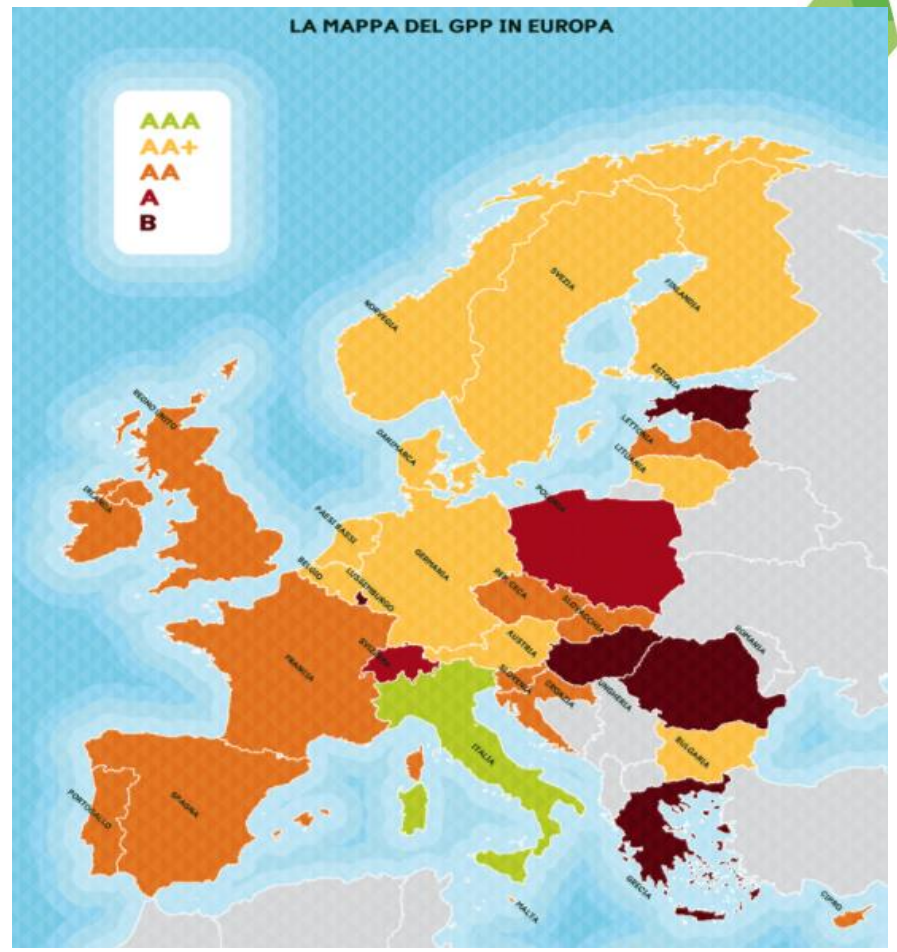 LA MAPPA DEL GPP IN EUROPA
AAA
AA+
AA
A
B
NORVEGIA
SVEZIA
FINLANDIA
ESTONIA
LETTONIA
LITUANIA
REGNO UNITO
IRLANDA
DANIMARCA
PAESI BASSI
BELGIO
LUSSEMBURGO
GERMANIA
POLONIA
REP. CECA
SLOVACCHIA
AUSTRIA
SVIZZERA
FRANCIA
SLOVENIA
CROAZIA
UNGHERIA
ROMANIA
BULGARIA
ITALIA
PORTOGALLO
SPAGNA
GRECIA
MALTA
CIPRO